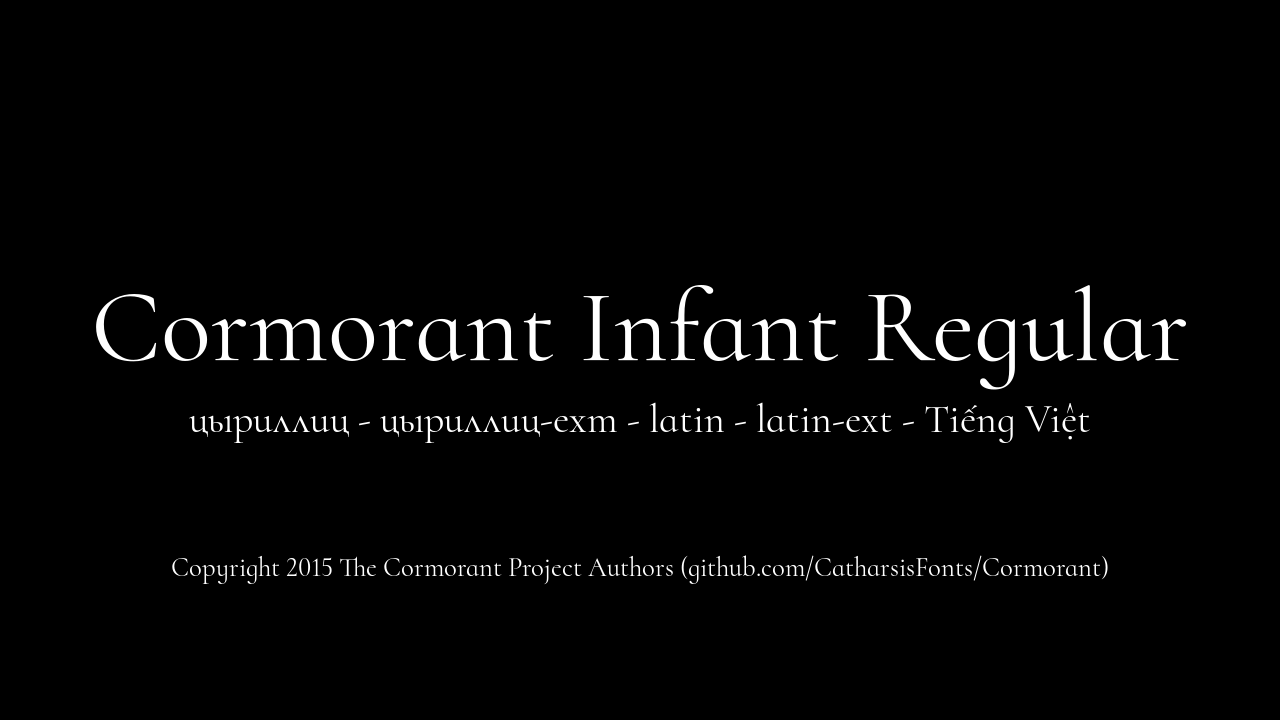 Cormorant Infant Regular
цыриллиц - цыриллиц-ехт - latin - latin-ext - Tiếng Việt
Copyright 2015 The Cormorant Project Authors (github.com/CatharsisFonts/Cormorant)